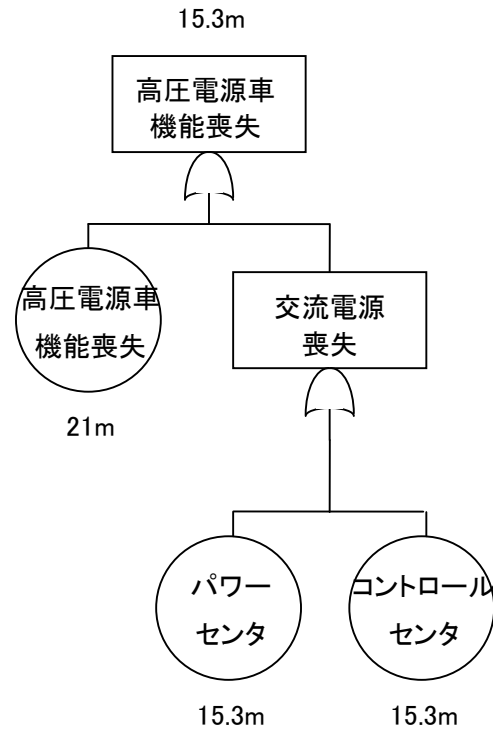 15.3m
高圧電源車
機能喪失
高圧電源車
機能喪失
21m
交流電源
喪失
パワー
センタ
15.3m
コントロール
センタ
15.3m